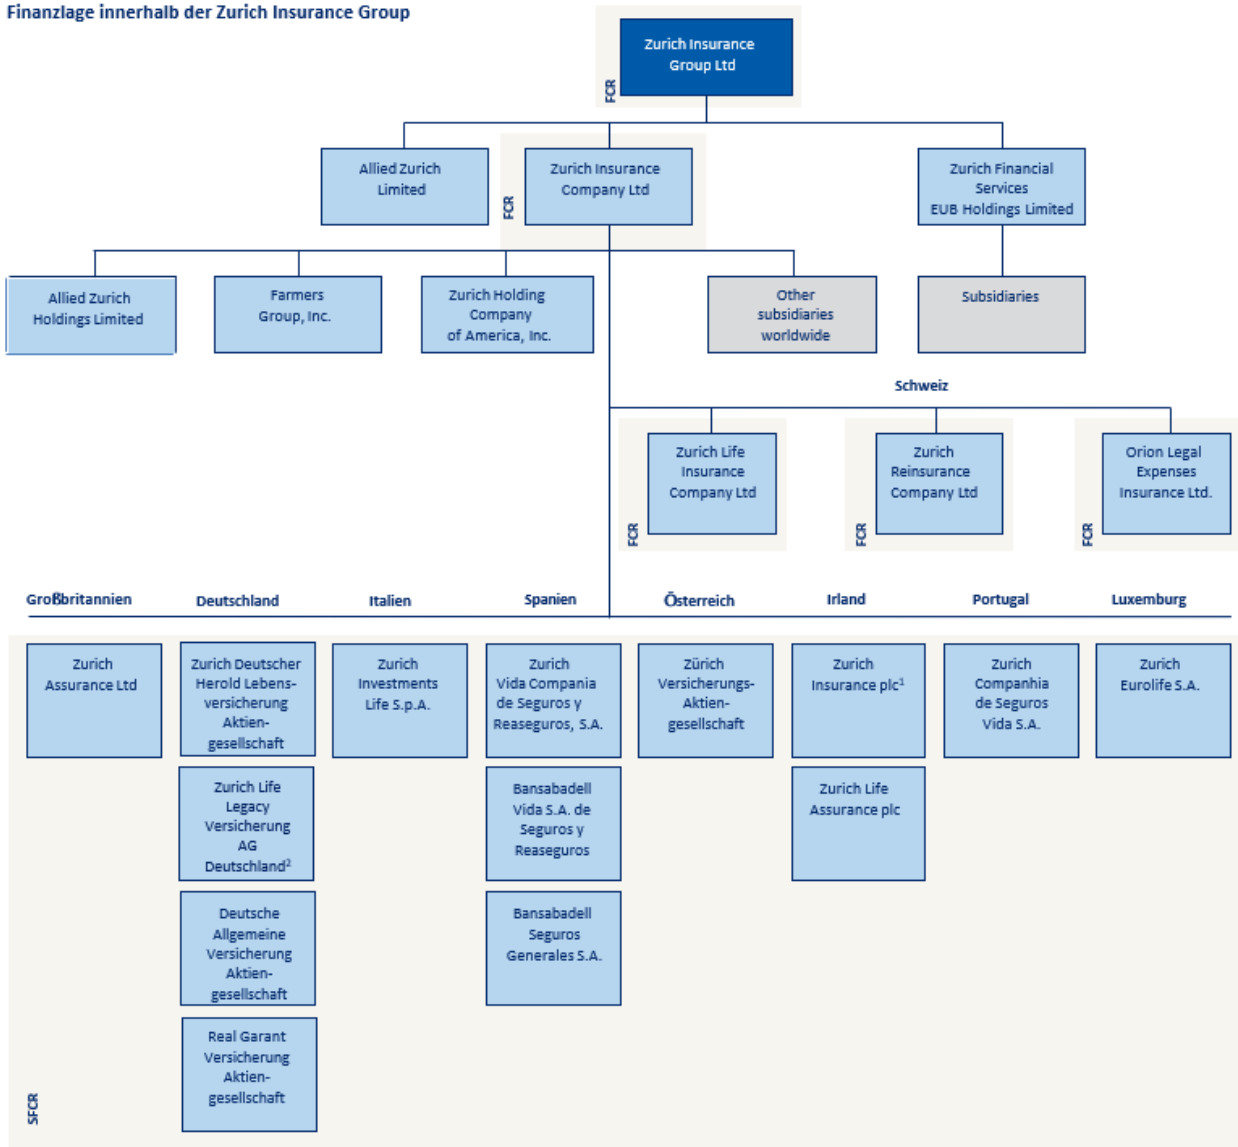 Finanzlage innerhalb der Zurich Insurance Group
Zurich Insurance
Group Ltd
FCR
Allied Zurich
Limited
Zurich Insurance
Company Ltd
FCR
Zurich Financial
Services
EUB Holdings Limited
Allied Zurich
Holdings Limited
Farmers
Group, Inc.
Zurich Holding
Company
of America, Inc.
Other
subsidiaries
worldwide
Subsidiaries
Schweiz
Zurich Life
Insurance
Company Ltd
FCR
Zurich
Reinsurance
Company Ltd
FCR
Orion Legal
Expenses
Insurance Ltd.
FCR
Großbritannien
Deutschland
Italien
Spanien
Österreich
Irland
Portugal
Luxemburg
Zurich
Assurance Ltd
Zurich Deutscher
Herold Lebens-
versicherung
Aktien-
gesellschaft
Zurich
Investments
Life S.p.A.
Zurich
Vida Compania
de Seguros y
Reaseguros, S.A.
Zürich
Versicherungs-
Aktien-
gesellschaft
Zurich
Insurance plc¹
Zurich
Companhia
de Seguros
Vida S.A.
Zurich
Eurolife S.A.
Zurich Life
Legacy
Versicherung
AG
Deutschland²
Bansabadell
Vida S.A. de
Seguros y
Reaseguros
Zurich Life
Assurance plc
Deutsche
Allgemeine
Versicherung
Aktien-
gesellschaft
Bansabadell
Seguros
Generales S.A.
Real Garant
Versicherung
Aktien-
gesellschaft
SFCR